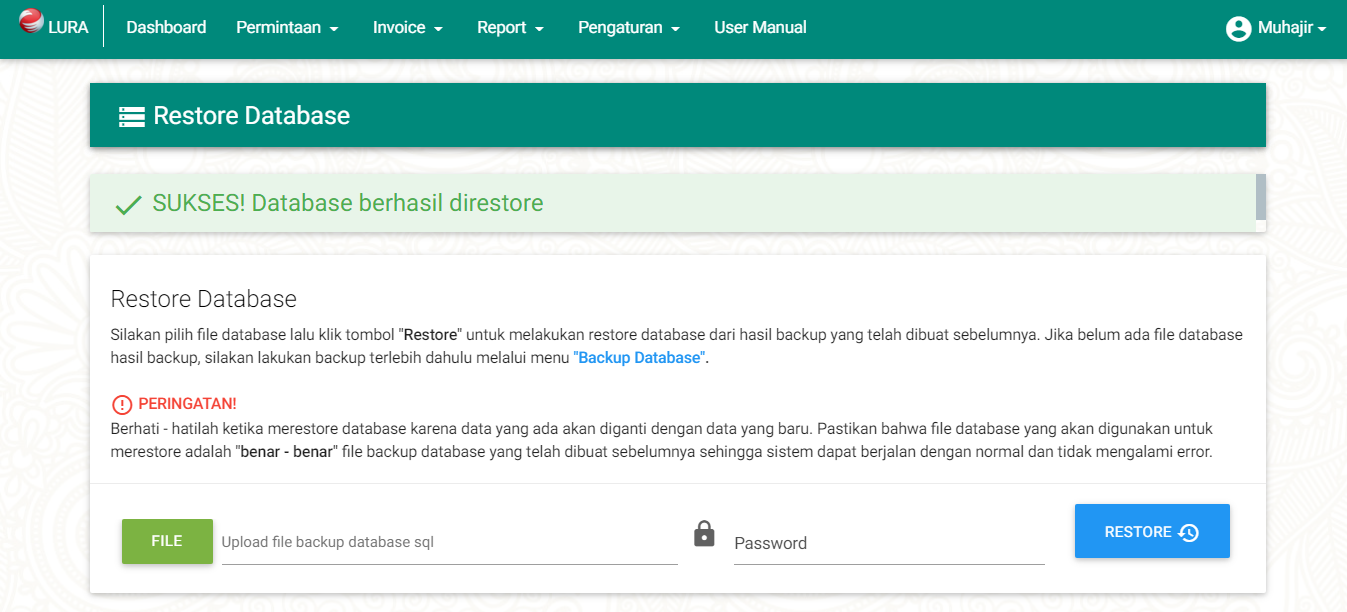 LURA Dashboard Permintaan Invoice Report Pengaturan User Manual Muhajir
Restore Database
SUKSES! Database berhasil direstore
Restore Database
Silakan pilih file database lalu klik tombol "Restore" untuk melakukan restore database dari hasil backup yang telah dibuat sebelumnya. Jika belum ada file database
hasil backup, silakan lakukan backup terlebih dahulu melalui menu "Backup Database".
PERINGATAN!
Berhati - hatilah ketika merestore database karena data yang ada akan diganti dengan data yang baru. Pastikan bahwa file database yang akan digunakan untuk
merestore adalah "benar - benar" file backup database yang telah dibuat sebelumnya sehingga sistem dapat berjalan dengan normal dan tidak mengalami error.
FILE Upload file backup database sql Password RESTORE